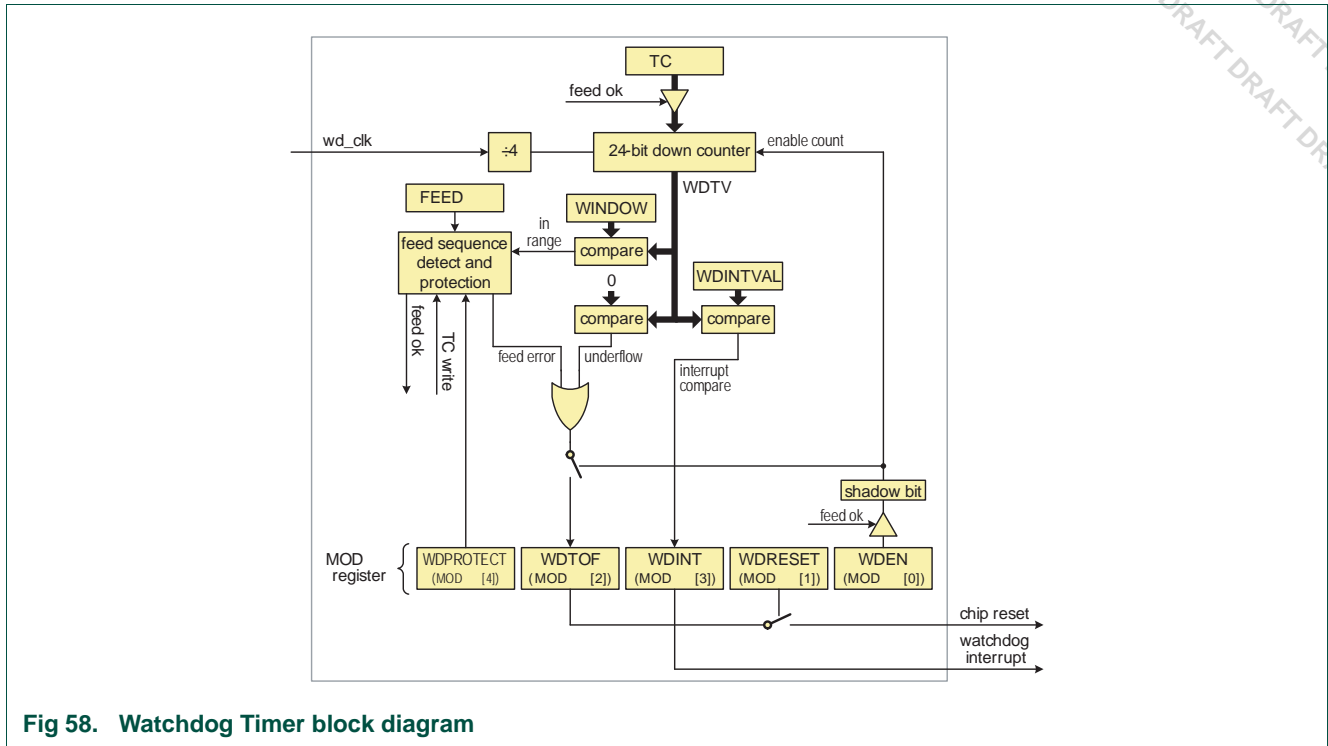 DRAFT DRAFT DR
DRAFT DRAFT
TC
feed ok
wd_clk
÷4
24-bit down counter
enable count
WDTV
FEED
WINDOW
in
range
feed sequence
detect and
protection
compare
WDINTVAL
0
compare
compare
feed ok
TC write
feed error
underflow
interrupt
compare
shadow bit
feed ok
MOD
register
WDPROTECT
(MOD [4])
WDTOF
(MOD [2])
WDINT
(MOD [3])
WDRESET
(MOD [1])
WDEN
(MOD [0])
chip reset
watchdog
interrupt
Fig 58. Watchdog Timer block diagram